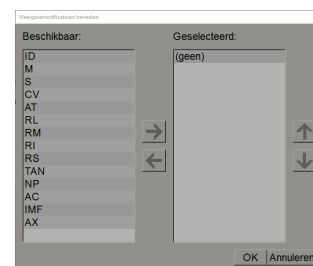 Weergavemodificatoren bewerken
Beschikbaar:
Geselecteerd:
ID
M
S
CV
AT
RL
RM
RI
RS
TAN
NP
AC
IMF
AX
(geen)
OK
Annuleren